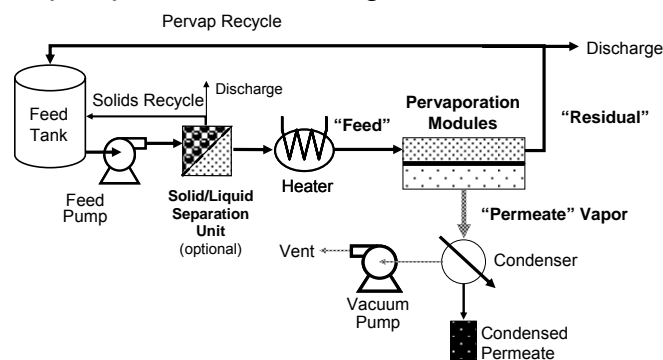 Pervap Recycle
Discharge
Feed
Tank
Solids Recycle
Discharge
Feed
Pump
Solid/Liquid
Separation
Unit
(optional)
Heater
“Feed”
Pervaporation
Modules
“Residual”
“Permeate” Vapor
Condenser
Vent
Vacuum
Pump
Condensed
Permeate